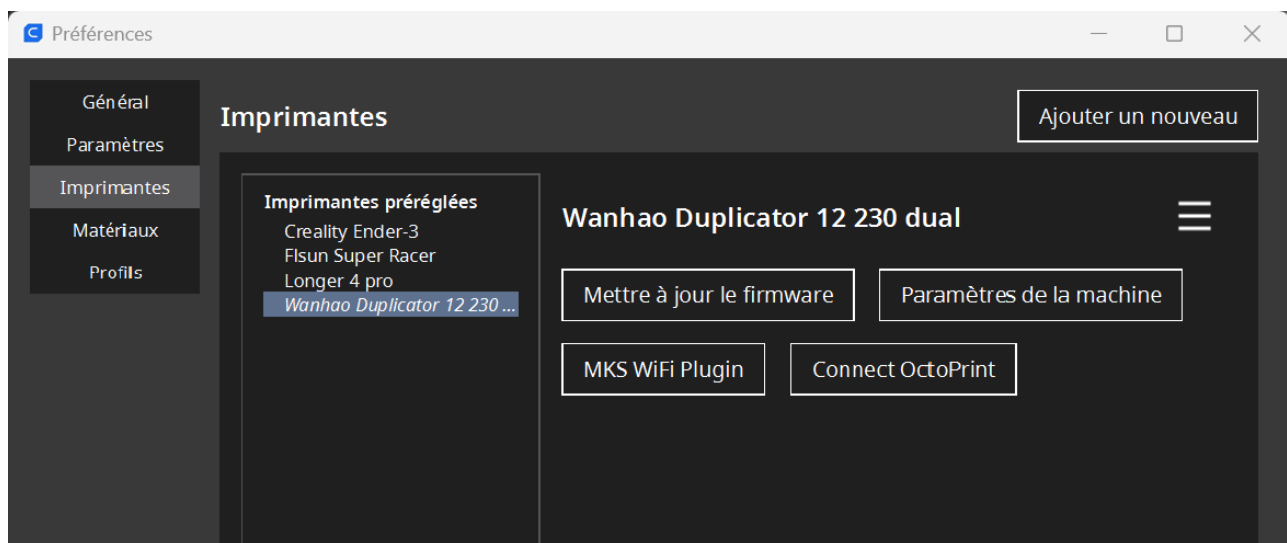 Préférences
Général
Paramètres
Imprimantes
Matériaux
Profils
Imprimantes
Ajouter un nouveau
Imprimantes préréglées
Creality Ender-3
Flsun Super Racer
Longer 4 pro
Wanhao Duplicator 12 230 ...
Wanhao Duplicator 12 230 dual
Mettre à jour le firmware
Paramètres de la machine
MKS WiFi Plugin
Connect OctoPrint